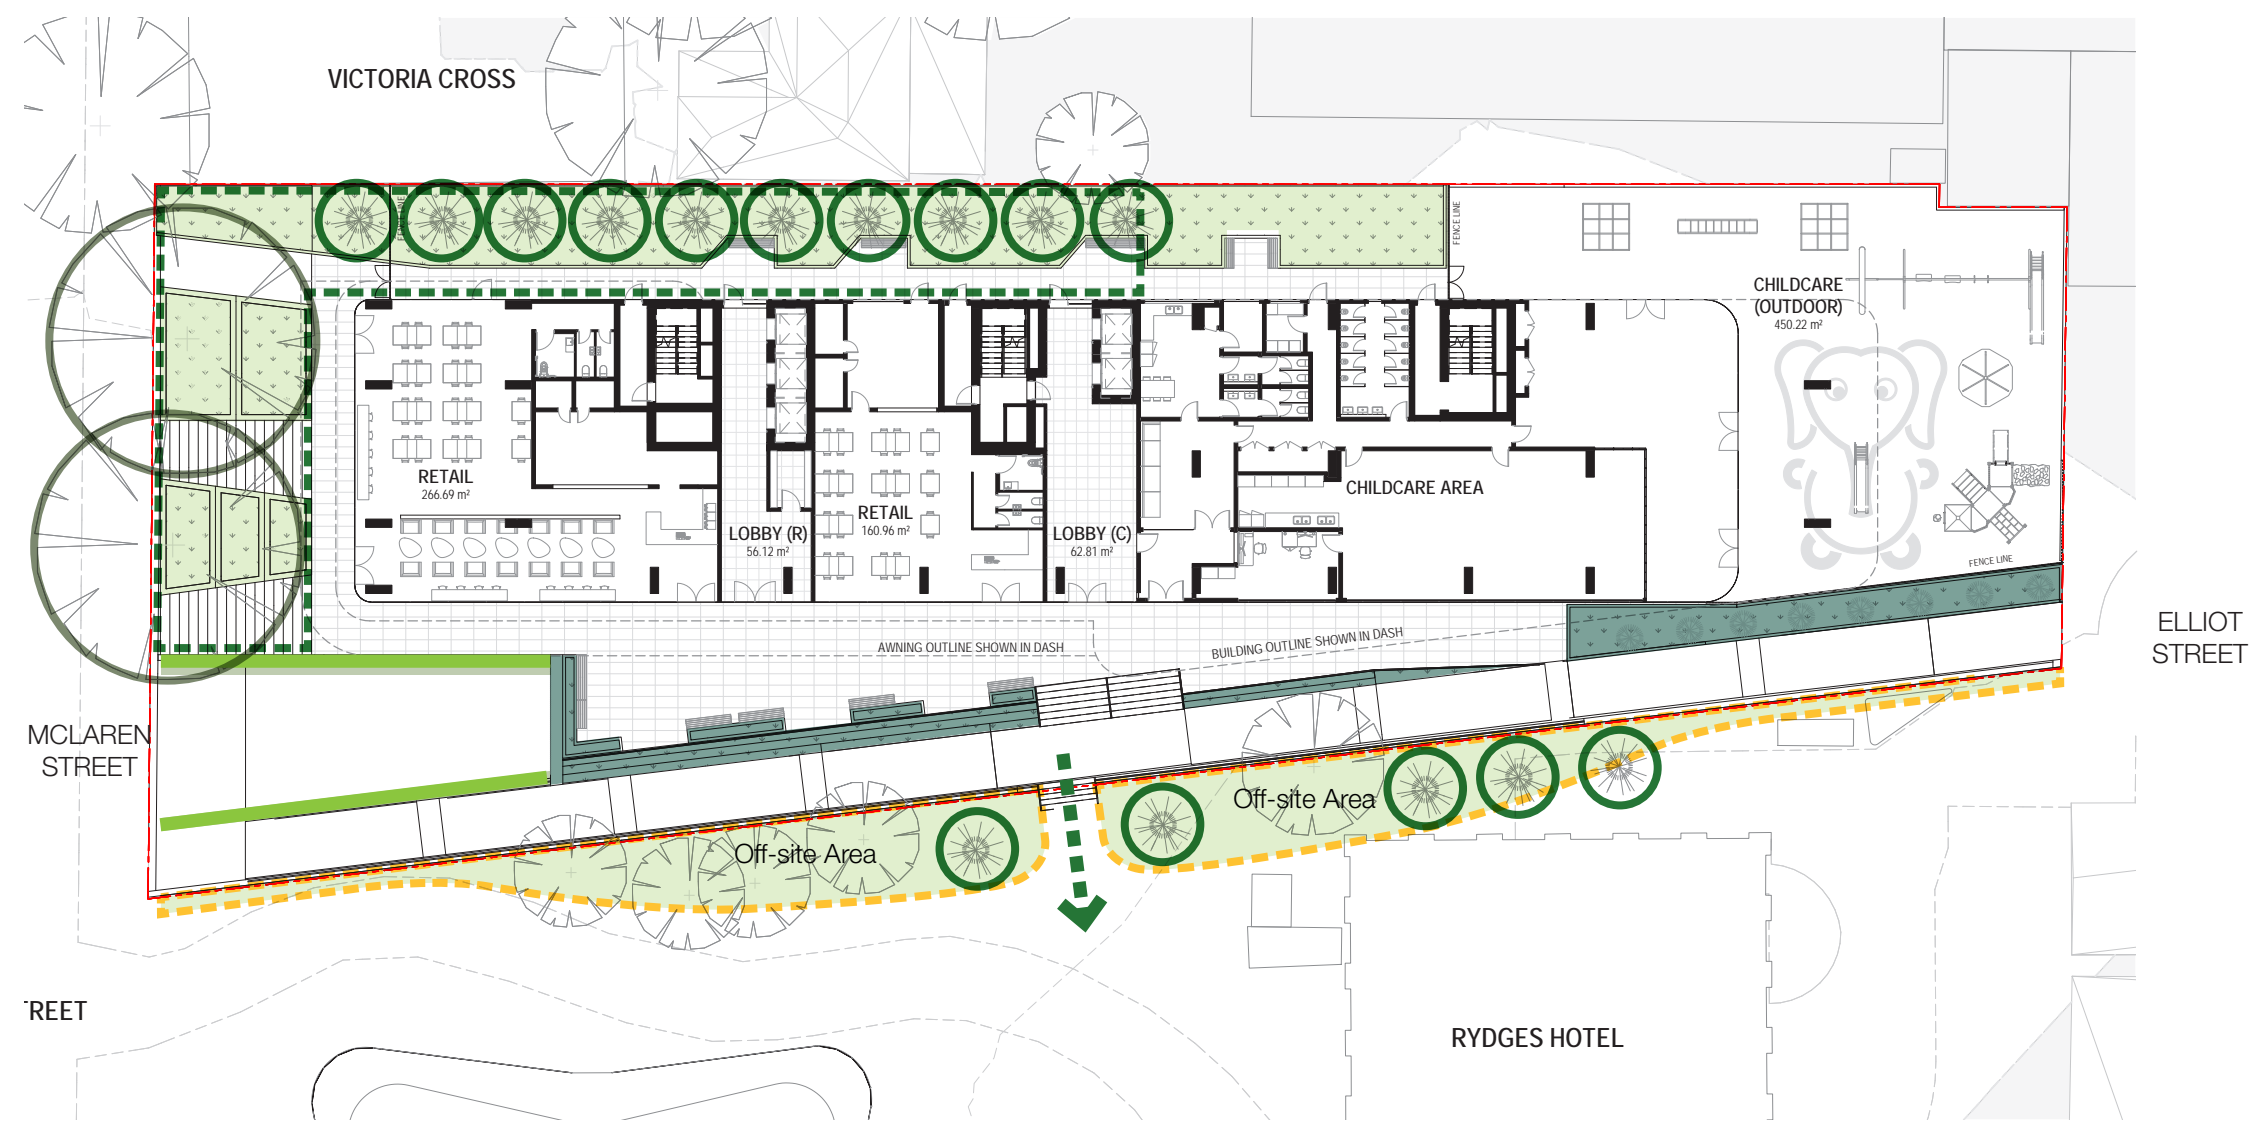 VICTORIA CROSS
FENCE LINE
FENCE LINE
CHILDCARE
(OUTDOOR)
450.22 m²
RETAIL
266.69 m²
RETAIL
160.96 m²
LOBBY (R)
56.12 m²
LOBBY (C)
62.81 m²
CHILDCARE AREA
FENCE LINE
ELLIOT
STREET
AWNING OUTLINE SHOWN IN DASH
BUILDING OUTLINE SHOWN IN DASH
MCLAREN
STREET
Off-site Area
Off-site Area
TREET
RYDGES HOTEL